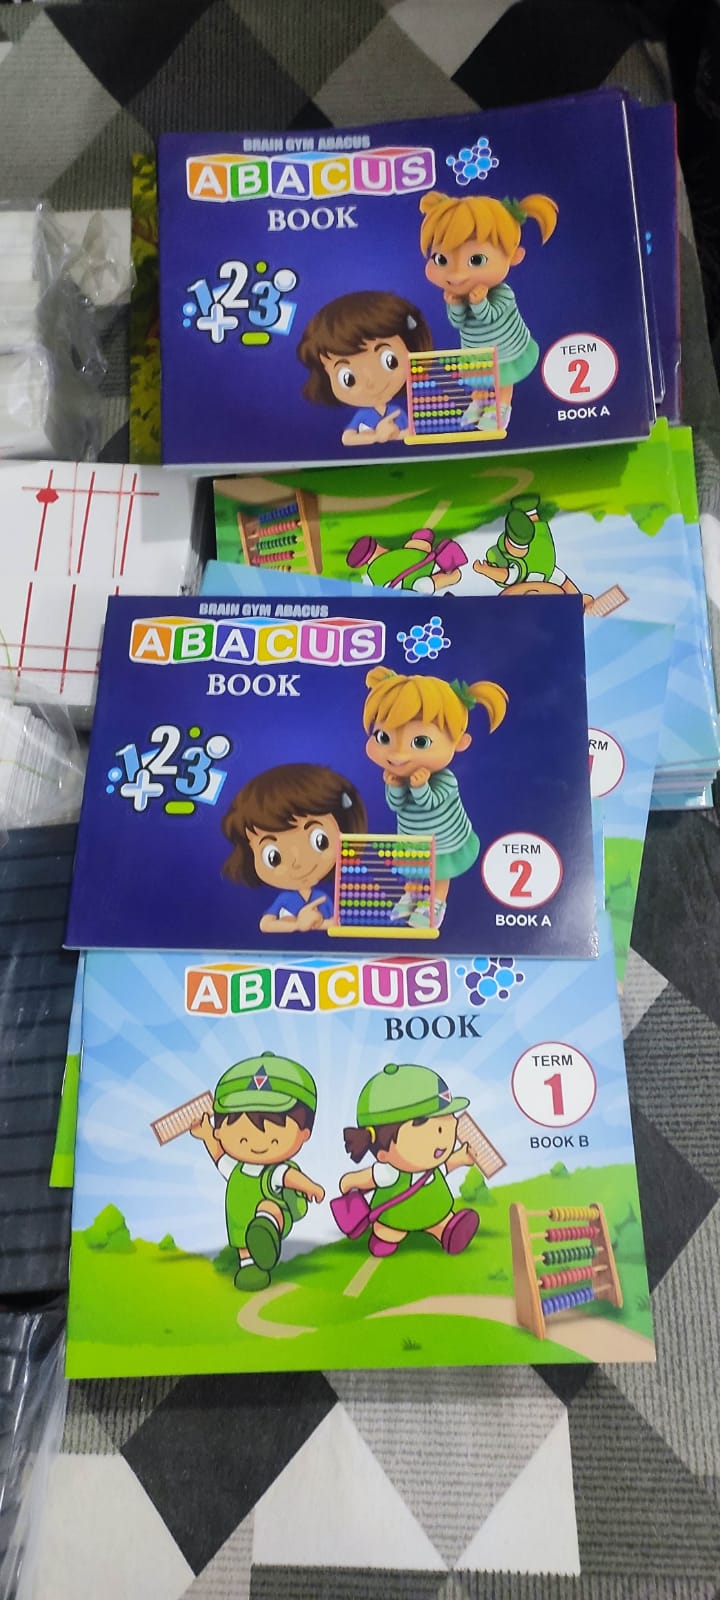 BRAIN GYM ABACUS
ABACUS
BOOK
123
+ -
TERM
2
BOOK A
BRAIN GYM ABACUS
ABACUS
BOOK
123
+ -
RM
TERM
2
BOOK A
ABACUS
BOOK
TERM
1
BOOK B